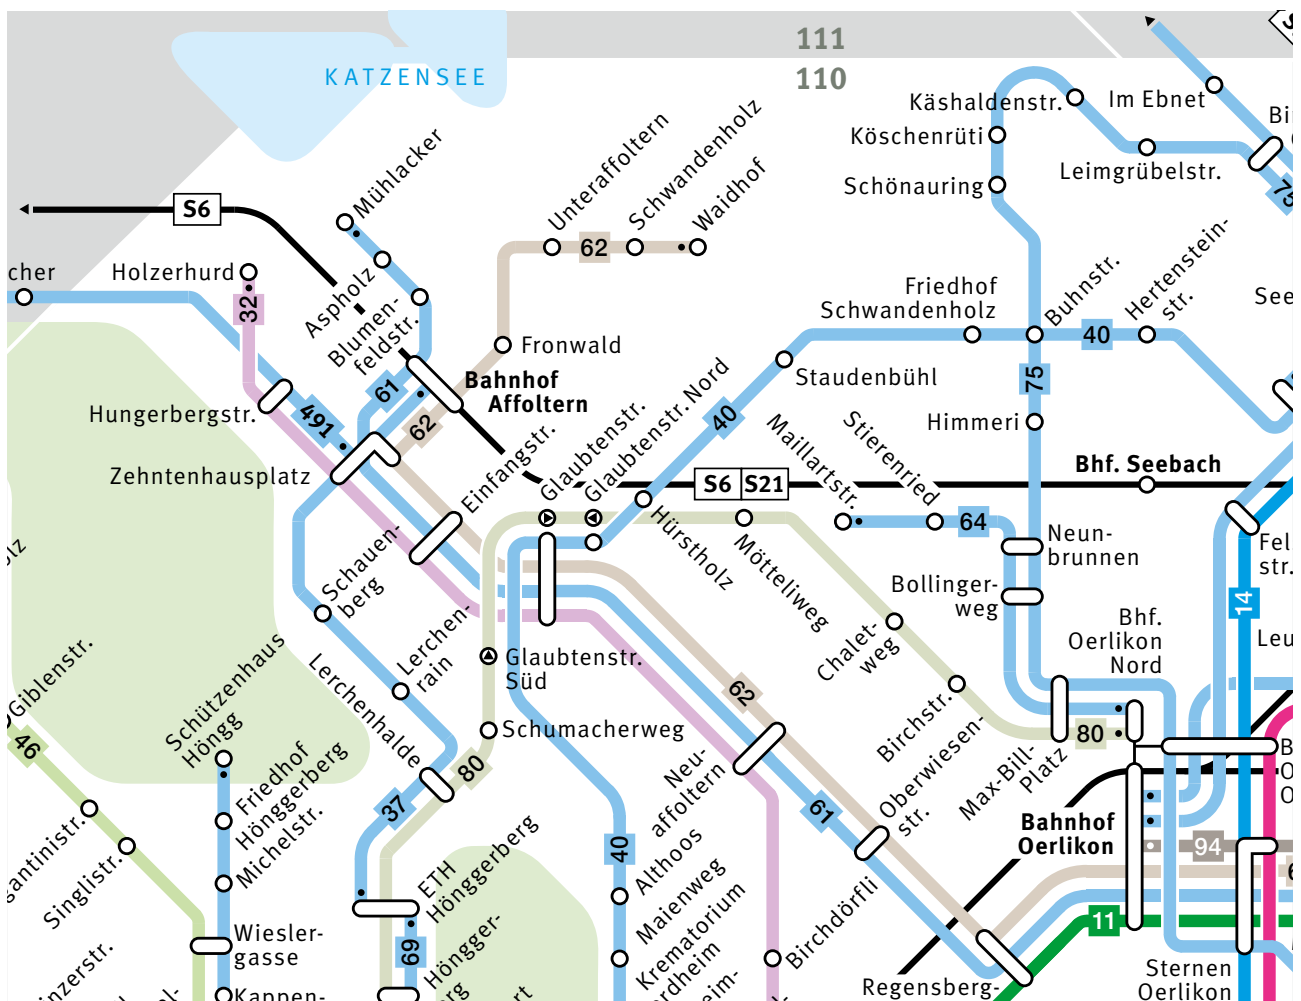 111
110
KATZENSEE
Käshaldenstr.
Im Ebnet
Köschenrüti
Leimgrübelstr.
Schönauring
75
Mühlacker
Unteraffoltern
Schwandenholz
Waidhof
S6
62
Holzerhurd
32
Aspholz
Blumen-
feldstr.
Fronwald
Friedhof
Schwandenholz
Buhnstr.
Hertenstein-
str.
40
Staudenbühl
75
61
Bahnhof
Affoltern
62
Hungerbergstr.
491
Glaubtenstr. Nord
40
Himmeri
Zehntenhausplatz
Einfangstr.
Glaubtenstr.
Maillartstr.
Stierenried
S6
S21
Bhf. Seebach
64
Hürstholz
Mötteliweg
Neun-
brunnen
Bollinger-
weg
14
Schauen-
berg
Lerchen-
rain
Glaubtenstr.
Süd
Chalet-
weg
Bhf.
Oerlikon
Nord
Giblenstr.
46
Schützenhaus
Höngg
Lerchenhalde
Schumacherweg
62
Birchstr.
80
Friedhof
Hönggerberg
80
Neu-
affoltern
Oberwiesen-
str.
Max-Bill-
Platz
37
61
Michelstr.
Singlistr.
40
Bahnhof
Oerlikon
94
ETH
Hönggerberg
Althoos
Maienweg
Krematorium
Birchdörfli
11
Wiesler-
gasse
69
Höngger-
Kappen-
Regensberg-
Sternen
Oerlikon